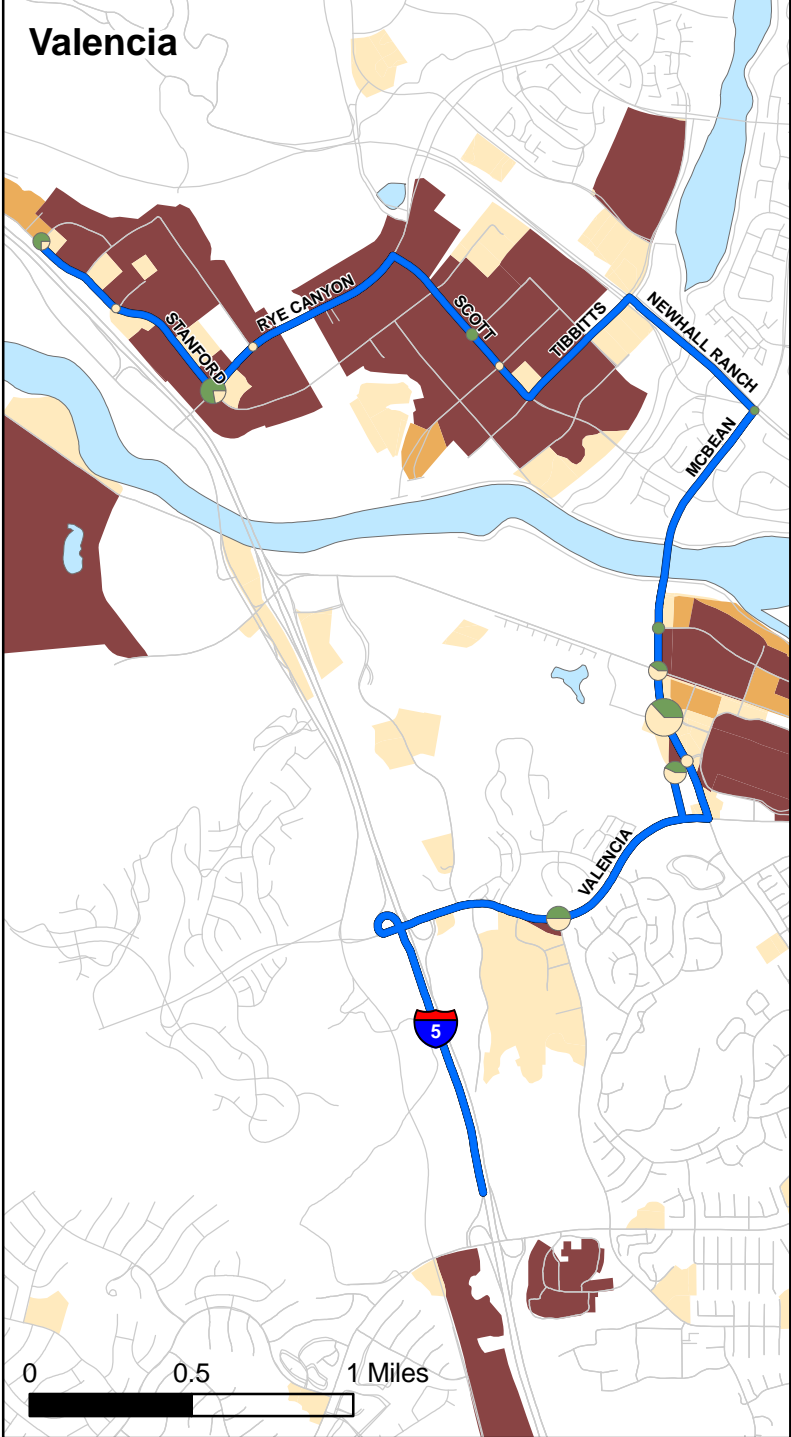 Valencia
RYE CANYON
STANFORD
SCOTT
TIBBITTS
NEWHALL RANCH
MCBEAN
VALENCIA
5
0 0.5 1 Miles